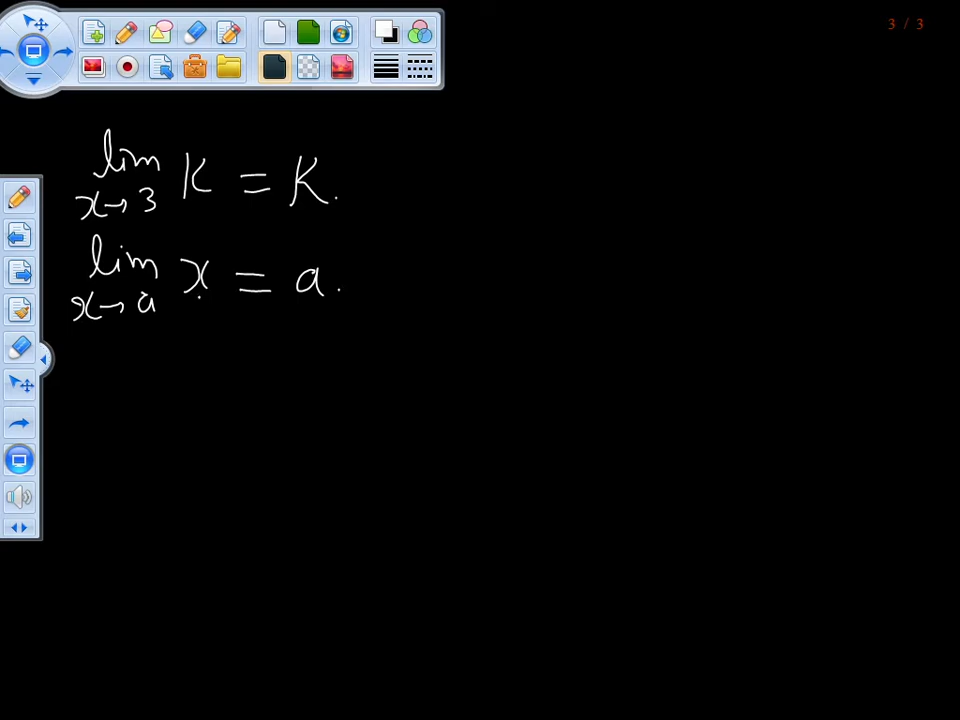 3 / 3
lim x→3 K = K.
lim x→a x = a.